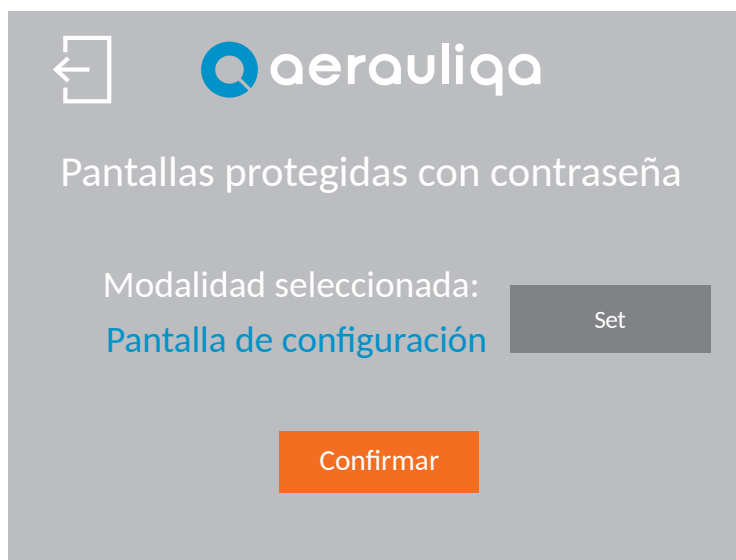 aerauliqa
Pantallas protegidas con contraseña
Modalidad seleccionada:
Pantalla de configuración
Set
Confirmar